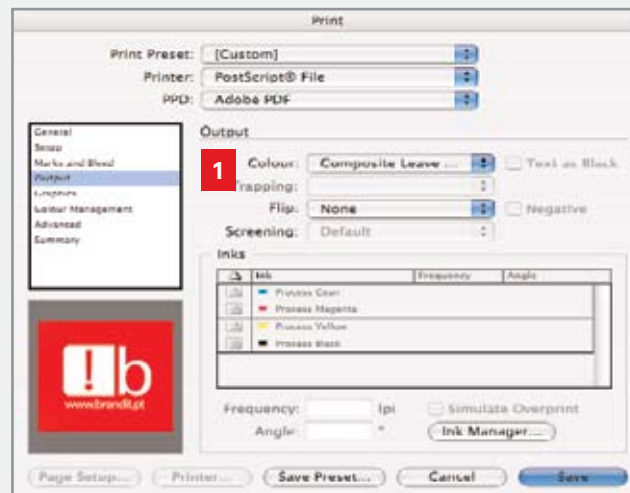 Print
Print Preset: [Custom]
Printer: PostScript® File
PPD: Adobe PDF
General
Setup
Marks and Bleed
Output
Graphics
Colour Management
Advanced
Summary
Output
1
Colour: Composite Leave ... Text as Black
Trapping:
Flip: None Negative
Screening: Default
Inks
Ink Frequency Angle
Process Cyan
Process Magenta
Process Yellow
Process Black
!b
www.brandit.pt
Frequency: lpi Simulate Overprint
Angle: ° Ink Manager...
Page Setup... Printer... Save Preset... Cancel Save